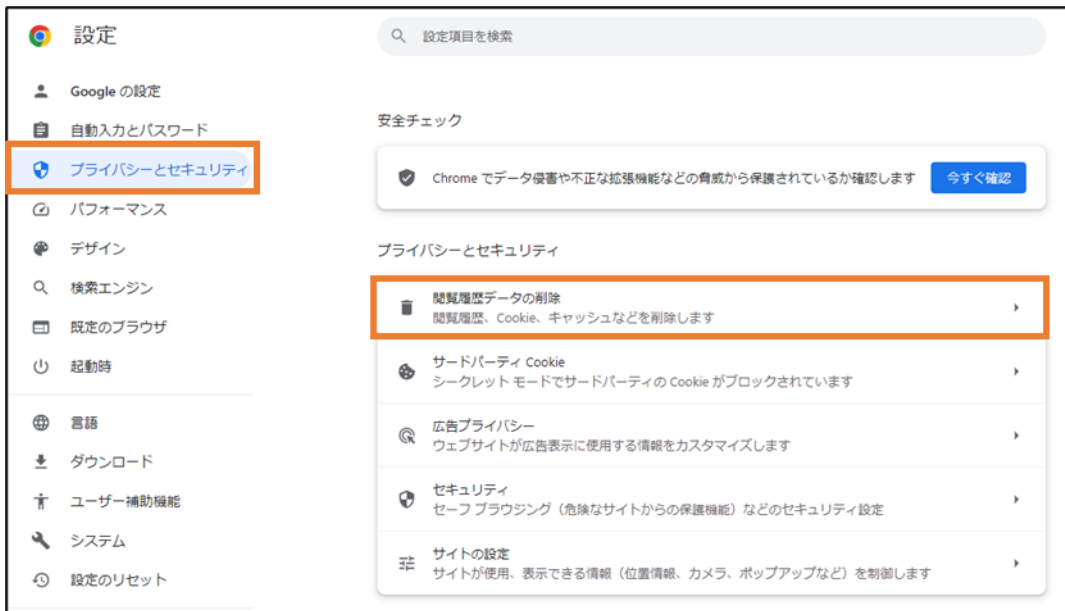 設定
設定項目を検索
Google の設定
自動入力とパスワード
プライバシーとセキュリティ
パフォーマンス
デザイン
検索エンジン
既定のブラウザ
起動時
言語
ダウンロード
ユーザー補助機能
システム
設定のリセット
安全チェック
Chrome でデータ侵害や不正な拡張機能などの脅威から保護されているか確認します
今すぐ確認
プライバシーとセキュリティ
閲覧履歴データの削除
閲覧履歴、Cookie、キャッシュなどを削除します
サードパーティ Cookie
シークレット モードでサードパーティの Cookie がブロックされています
広告プライバシー
ウェブサイトが広告表示に使用する情報をカスタマイズします
セキュリティ
セーフ ブラウジング（危険なサイトからの保護機能）などのセキュリティ設定
サイトの設定
サイトが使用、表示できる情報（位置情報、カメラ、ポップアップなど）を制御します